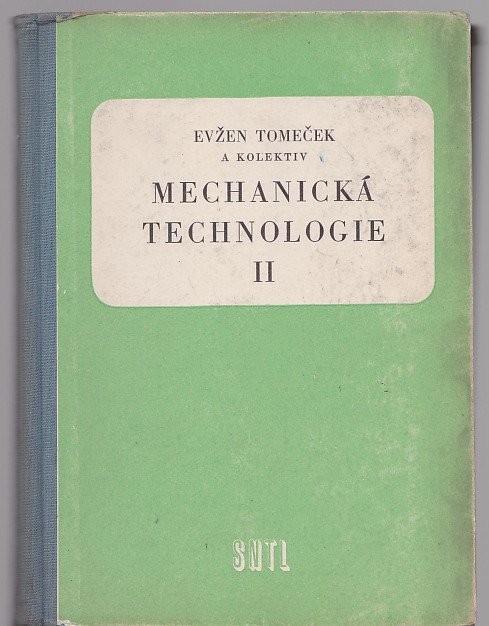 EVŽEN TOMEČEK
A KOLEKTIV
MECHANICKÁ
TECHNOLOGIE
II
SNTL